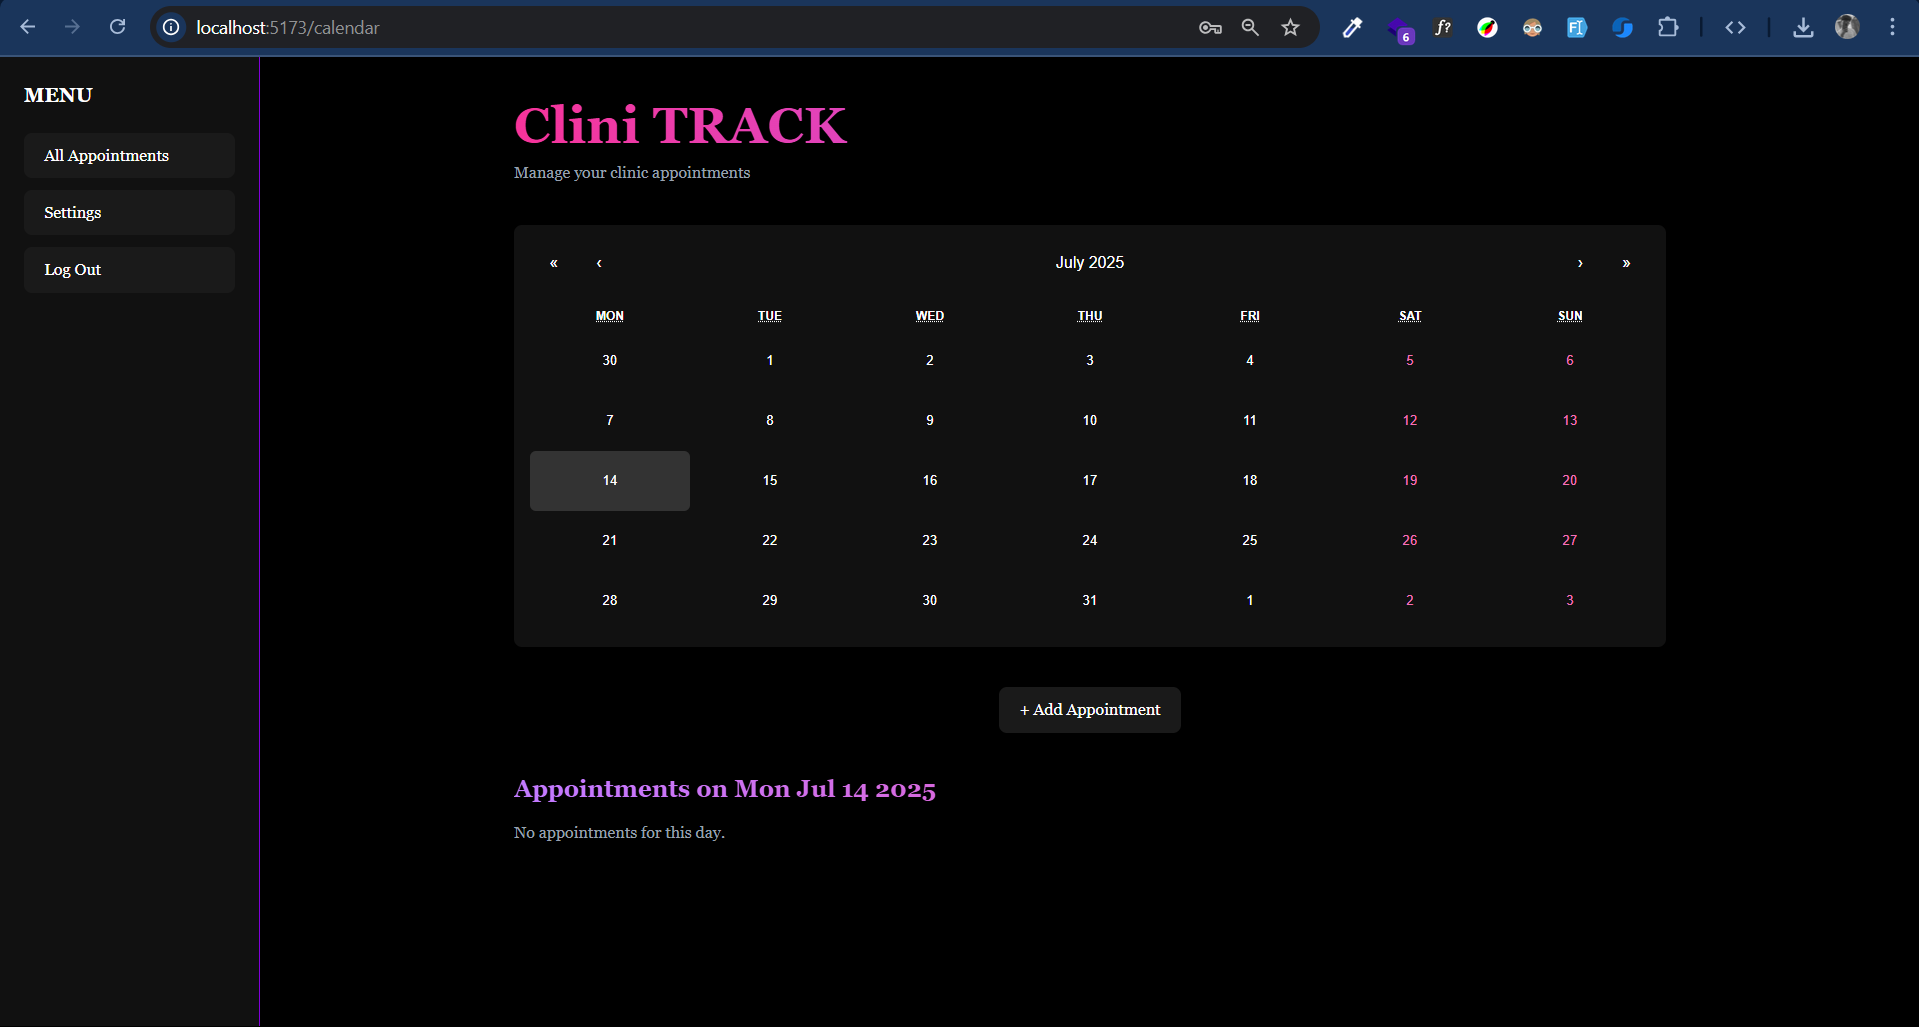 localhost:5173/calendar
6
f?
MENU
All Appointments
Settings
Log Out
Clini TRACK
Manage your clinic appointments
« ‹ July 2025 › »
MON TUE WED THU FRI SAT SUN
30 1 2 3 4 5 6
7 8 9 10 11 12 13
14 15 16 17 18 19 20
21 22 23 24 25 26 27
28 29 30 31 1 2 3
+ Add Appointment
Appointments on Mon Jul 14 2025
No appointments for this day.